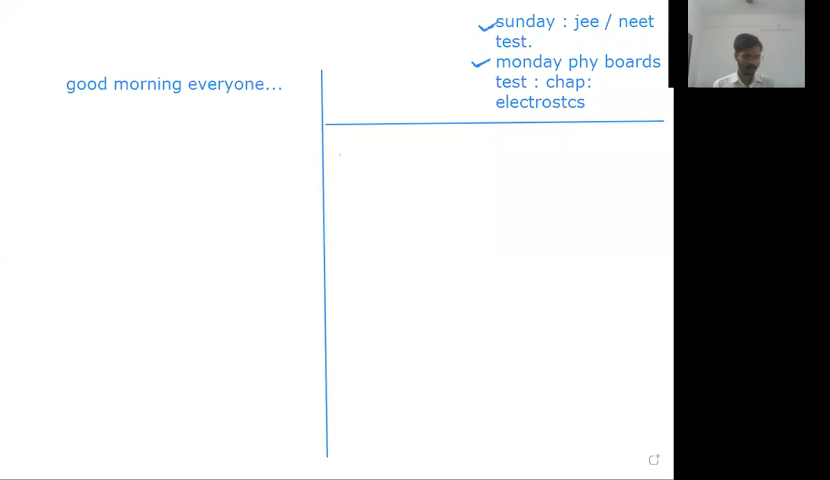 sunday : jee / neet
test.
monday phy boards
test : chap:
electrostcs
good morning everyone...